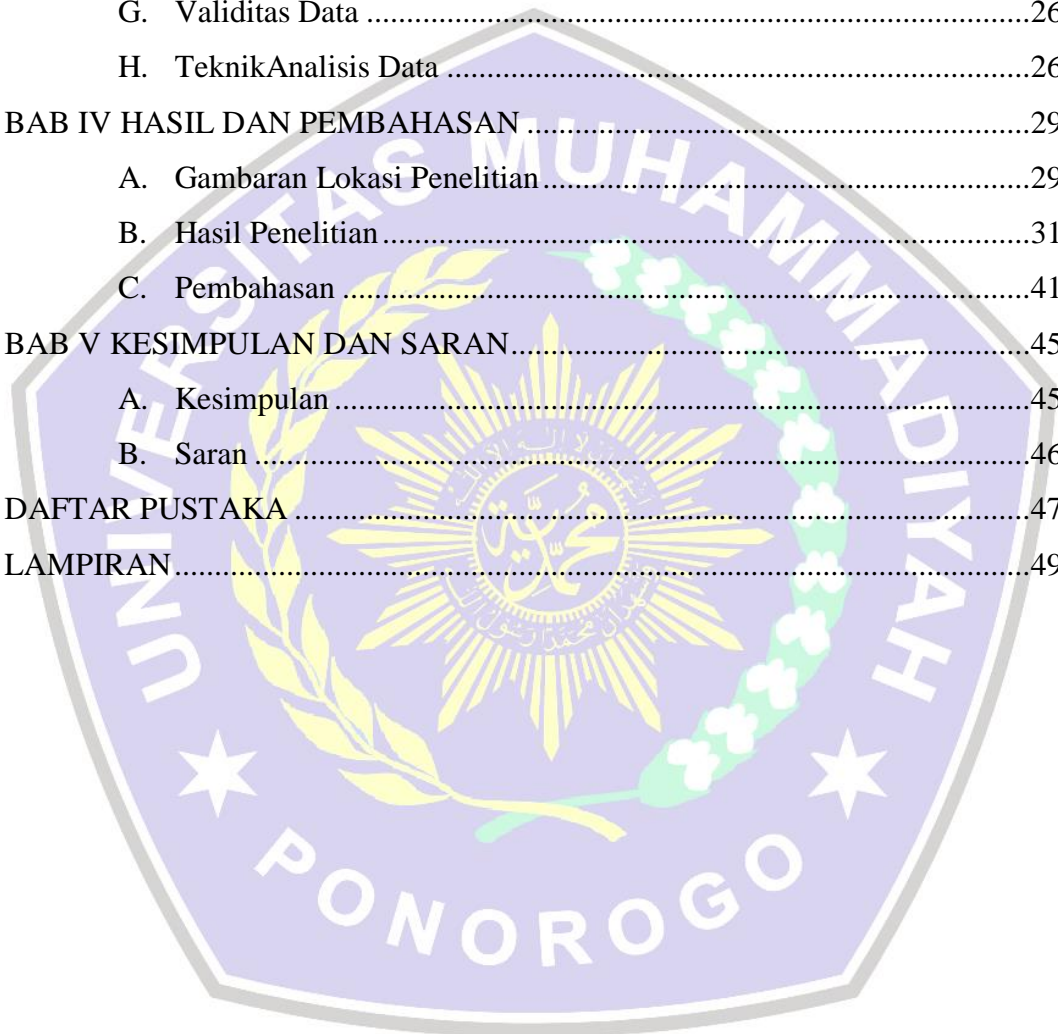 G. Validitas Data ........................................................................................26
H. TeknikAnalisis Data ............................................................................26
BAB IV HASIL DAN PEMBAHASAN ..................................................................29
A. Gambaran Lokasi Penelitian ................................................................29
B. Hasil Penelitian .....................................................................................31
C. Pembahasan ..........................................................................................41
BAB V KESIMPULAN DAN SARAN ....................................................................45
A. Kesimpulan ...........................................................................................45
B. Saran .....................................................................................................46
DAFTAR PUSTAKA ................................................................................................47
LAMPIRAN ...............................................................................................................49
UNIVERSITAS MUHAMMADIYAH
PONOROGO
محمدية